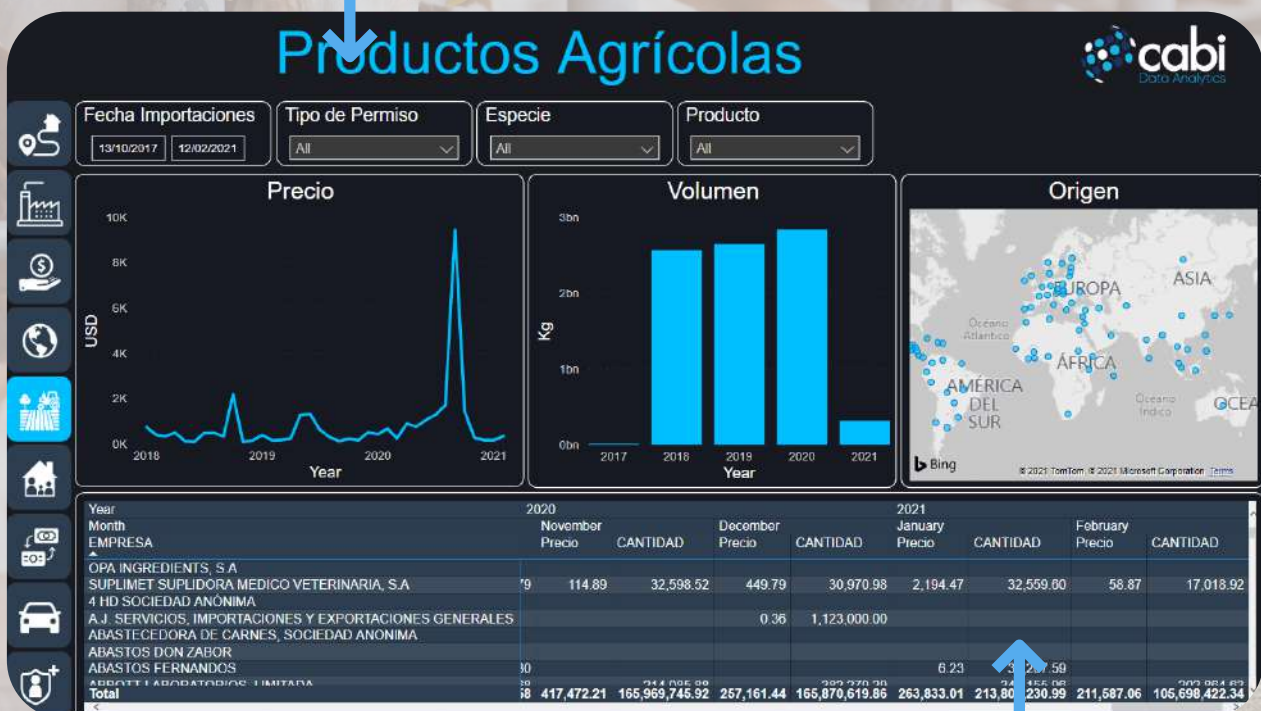 Productos Agrícolas
cabi
Data Analytics
Fecha Importaciones
13/10/2017
12/02/2021
Tipo de Permiso
All
Especie
All
Producto
All
Precio
10K
8K
6K
4K
2K
0K
USD
2018
2019
2020
2021
Year
Volumen
3bn
2bn
1bn
0bn
Kg
2017
2018
2019
2020
2021
Year
Origen
EUROPA
ASIA
Océano
Atlántico
ÁFRICA
AMÉRICA
DEL
SUR
Océano
Índico
OCEA
Bing
© 2021 TomTom, © 2021 Microsoft Corporation Terms
Year 2020 2021
Month November December January February
EMPRESA Precio CANTIDAD Precio CANTIDAD Precio CANTIDAD Precio CANTIDAD
OPA INGREDIENTS, S.A
SUPLIMET SUPLIDORA MEDICO VETERINARIA, S.A 79 114.89 32,598.52 449.79 30,970.98 2,194.47 32,559.60 58.87 17,018.92
4 HD SOCIEDAD ANÓNIMA
A.J. SERVICIOS, IMPORTACIONES Y EXPORTACIONES GENERALES 0.36 1,123,000.00
ABASTECEDORA DE CARNES, SOCIEDAD ANONIMA
ABASTOS DON ZABOR
ABASTOS FERNANDOS 30 6.23
ABBOTT LABORATORIOS, LIMITADA
Total 58 417,472.21 165,969,745.92 257,161.44 165,870,619.86 263,833.01 211,587.06 105,698,422.34